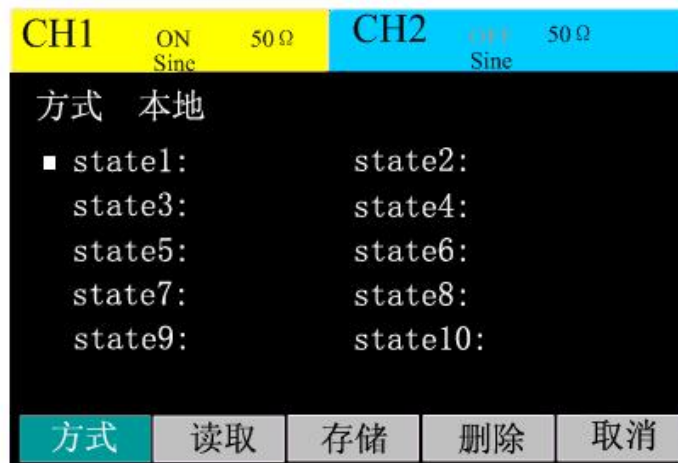 CH1 ON 50Ω CH2 OFF 50Ω
Sine Sine
方式 本地
state1: state2:
state3: state4:
state5: state6:
state7: state8:
state9: state10:
方式 读取 存储 删除 取消